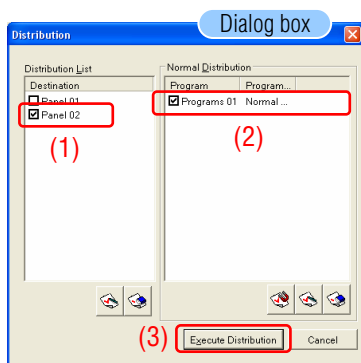 Dialog box
Distribution
Distribution List
Normal Distribution
Destination
Program Program...
Panel 01
Programs 01 Normal ...
Panel 02
(1)
(2)
(3)
Execute Distribution
Cancel